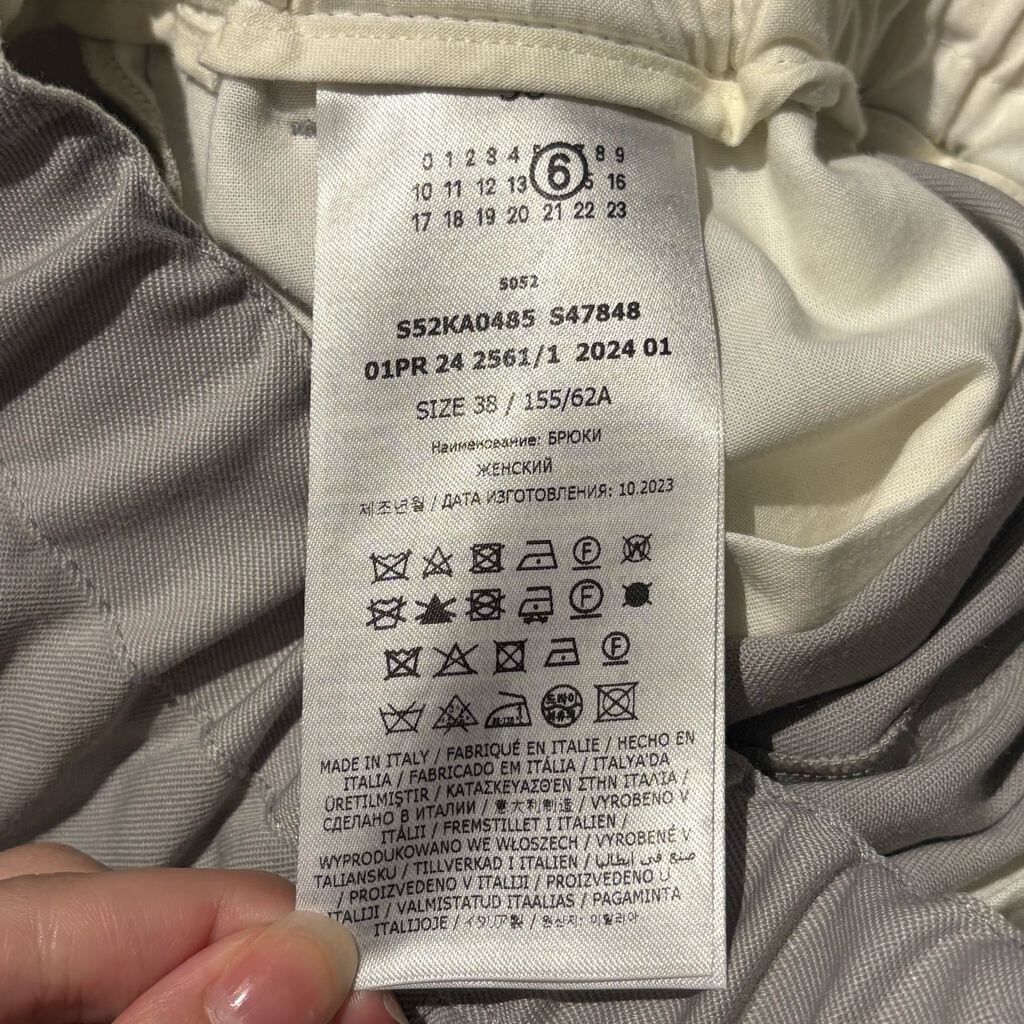 0 1 2 3 4 6 8 9
10 11 12 13 16
17 18 19 20 21 22 23
S052
S52KA0485 S47848
01PR 24 2561/1 2024 01
SIZE 38 / 155/62A
Наименование: БРЮКИ
ЖЕНСКИЙ
제조년월 / ДАТА ИЗГОТОВЛЕНИЯ: 10.2023
F
W
F
F
MADE IN ITALY / FABRIQUÉ EN ITALIE / HECHO EN
ITALIA / FABRICADO EM ITÁLIA / ITALYA'DA
ÜRETILMIŞTIR / ΚΑΤΑΣΚΕΥΑΣΘΕΝ ΣΤΗΝ ΙΤΑΛΙΑ /
СДЕЛАНО В ИТАЛИИ / 意大利制造 / VYROBENO V
ITÁLII / FREMSTILLET I ITALIEN /
WYPRODUKOWANO WE WŁOSZECH / VYROBENÉ V
TALIANSKU / TILLVERKAD I ITALIEN / صنع في ايطاليا
/ PROIZVEDENO V ITALIJI / PROIZVEDENO U
ITALIJI / VALMISTATUD ITAALIAS / PAGAMINTA
ITALIJOJE / イタリア製 / 원산지: 이탈리아